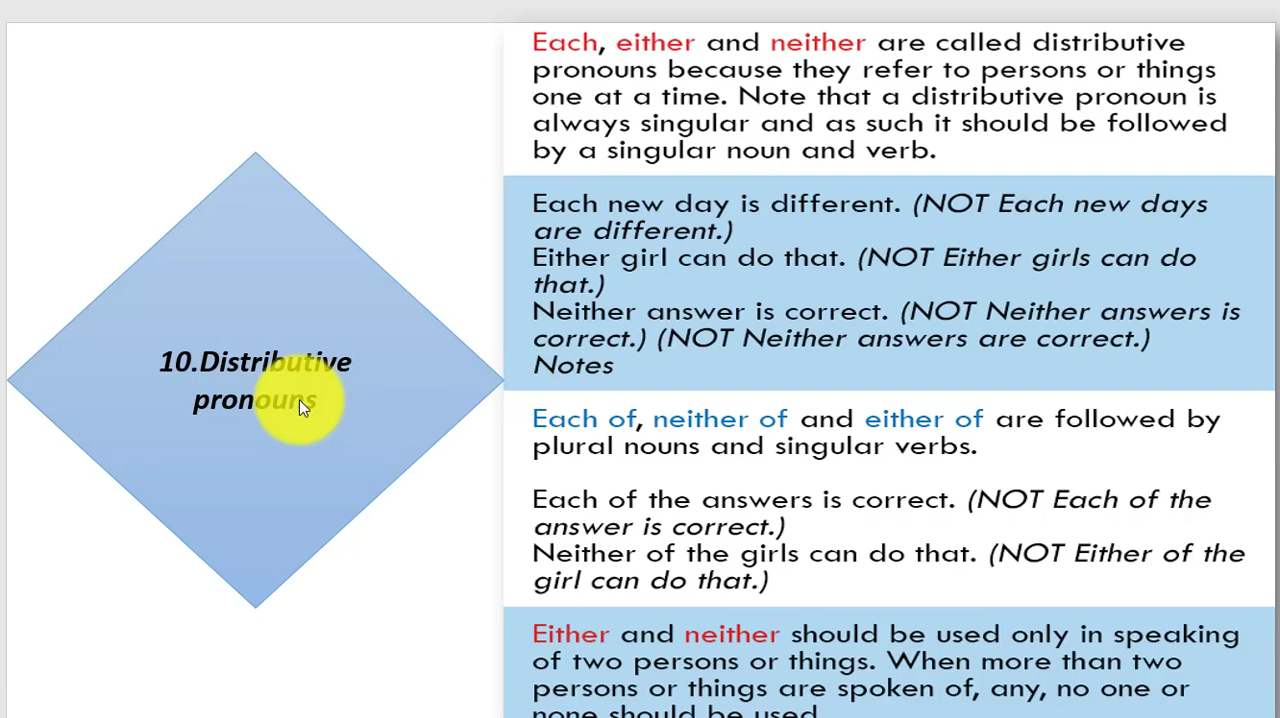 10.Distributive
pronouns
Each, either and neither are called distributive
pronouns because they refer to persons or things
one at a time. Note that a distributive pronoun is
always singular and as such it should be followed
by a singular noun and verb.
Each new day is different. (NOT Each new days
are different.)
Either girl can do that. (NOT Either girls can do
that.)
Neither answer is correct. (NOT Neither answers is
correct.) (NOT Neither answers are correct.)
Notes
Each of, neither of and either of are followed by
plural nouns and singular verbs.
Each of the answers is correct. (NOT Each of the
answer is correct.)
Neither of the girls can do that. (NOT Either of the
girl can do that.)
Either and neither should be used only in speaking
of two persons or things. When more than two
persons or things are spoken of, any, no one or
none should be used